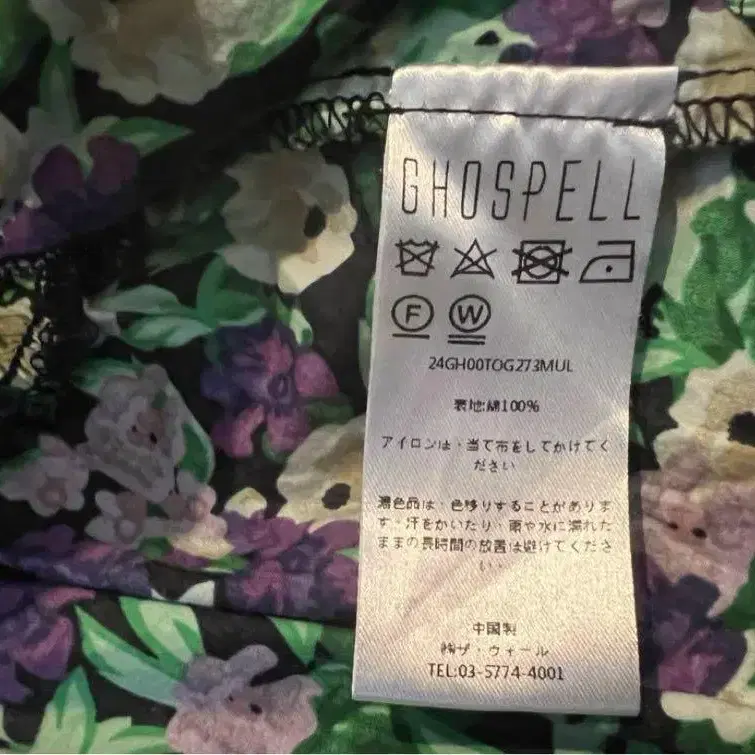 GHOSPELL
F W
24GH00TOG273MUL
表地:綿100%
アイロンは・当て布をしてかけてく
ださい
濃色品は・色移りすることがありま
す・汗をかいたり・雨や水に濡れた
ままの長時間の放置は避けてくださ
い・
中国製
㈱ザ・ウォール
TEL:03-5774-4001